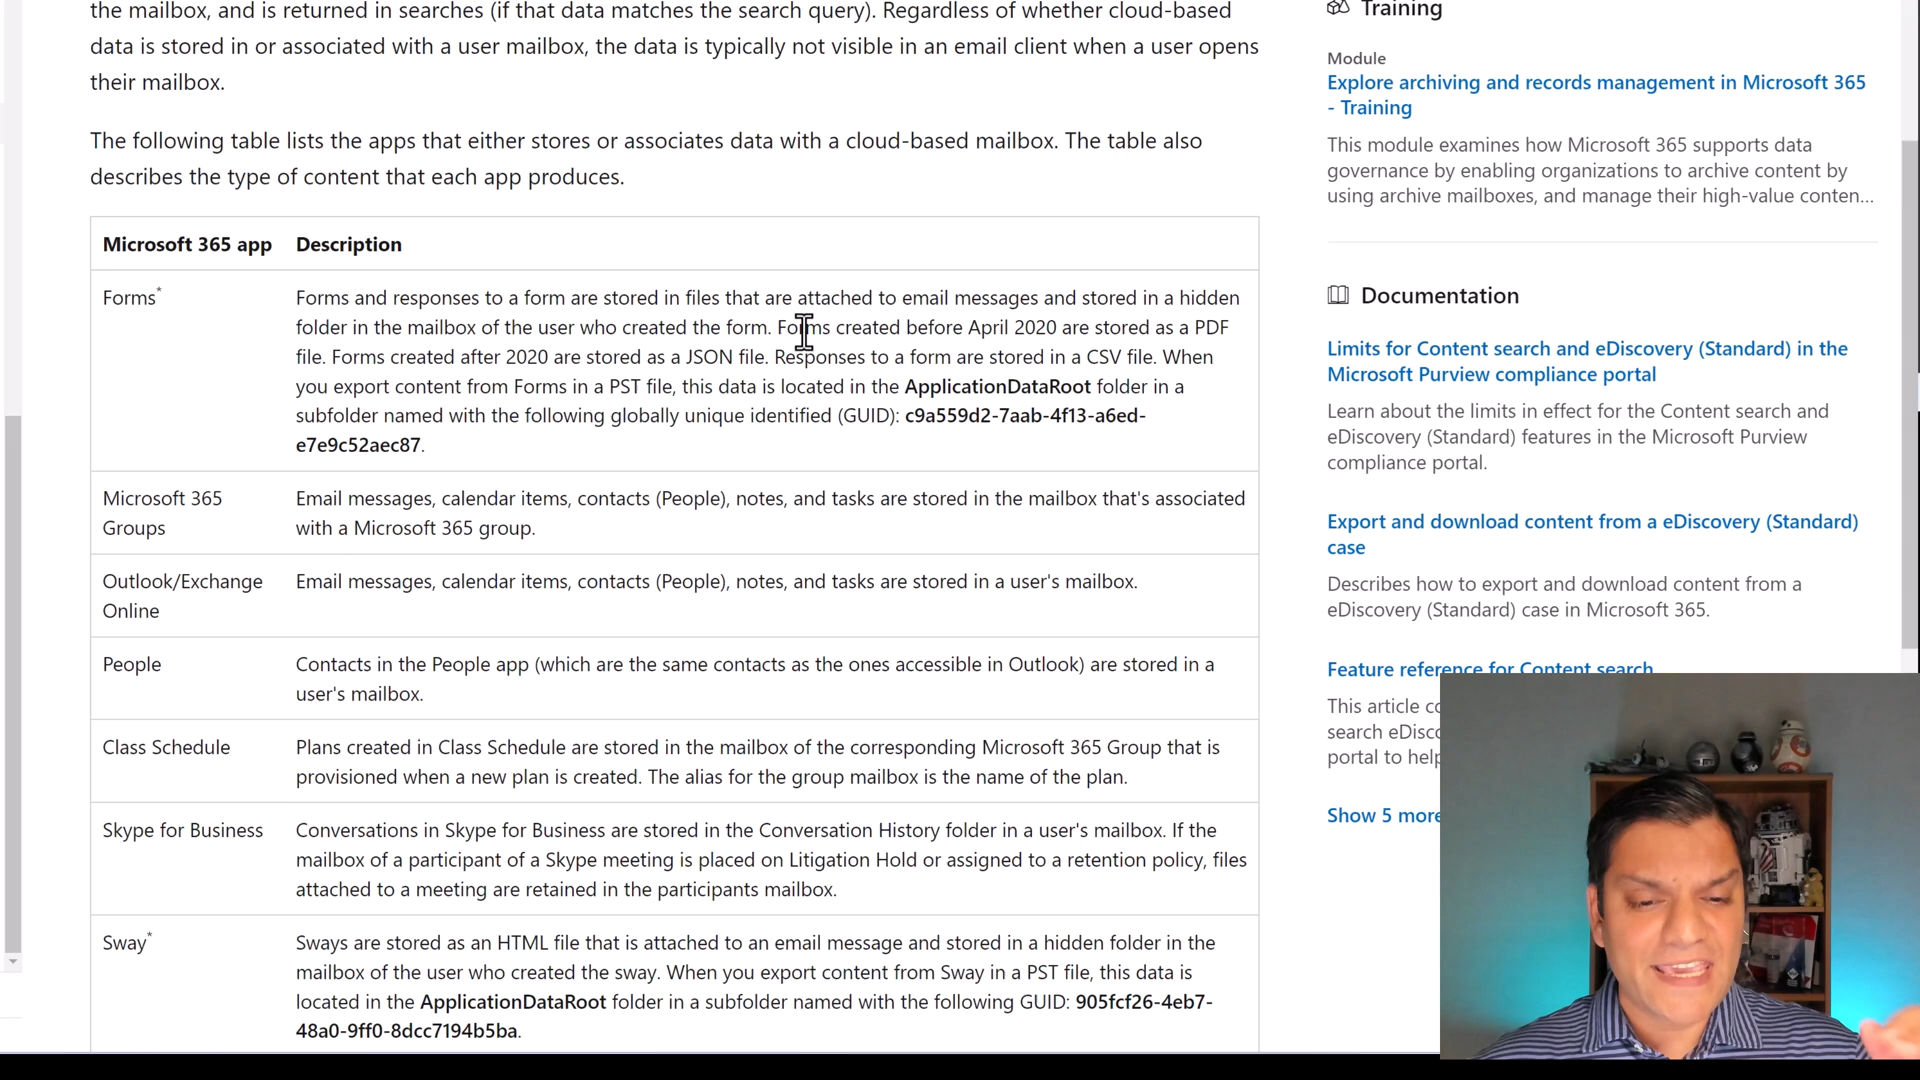 the mailbox, and is returned in searches (if that data matches the search query). Regardless of whether cloud-based
data is stored in or associated with a user mailbox, the data is typically not visible in an email client when a user opens
their mailbox.
The following table lists the apps that either stores or associates data with a cloud-based mailbox. The table also
describes the type of content that each app produces.
Microsoft 365 app Description
Forms* Forms and responses to a form are stored in files that are attached to email messages and stored in a hidden
folder in the mailbox of the user who created the form. Forms created before April 2020 are stored as a PDF
file. Forms created after 2020 are stored as a JSON file. Responses to a form are stored in a CSV file. When
you export content from Forms in a PST file, this data is located in the ApplicationDataRoot folder in a
subfolder named with the following globally unique identified (GUID): c9a559d2-7aab-4f13-a6ed-
e7e9c52aec87.
Microsoft 365
Groups
Email messages, calendar items, contacts (People), notes, and tasks are stored in the mailbox that's associated
with a Microsoft 365 group.
Outlook/Exchange
Online
Email messages, calendar items, contacts (People), notes, and tasks are stored in a user's mailbox.
People
Contacts in the People app (which are the same contacts as the ones accessible in Outlook) are stored in a
user's mailbox.
Class Schedule
Plans created in Class Schedule are stored in the mailbox of the corresponding Microsoft 365 Group that is
provisioned when a new plan is created. The alias for the group mailbox is the name of the plan.
Skype for Business
Conversations in Skype for Business are stored in the Conversation History folder in a user's mailbox. If the
mailbox of a participant of a Skype meeting is placed on Litigation Hold or assigned to a retention policy, files
attached to a meeting are retained in the participants mailbox.
Sway*
Sways are stored as an HTML file that is attached to an email message and stored in a hidden folder in the
mailbox of the user who created the sway. When you export content from Sway in a PST file, this data is
located in the ApplicationDataRoot folder in a subfolder named with the following GUID: 905fcf26-4eb7-
48a0-9ff0-8dcc7194b5ba.
Training
Module
Explore archiving and records management in Microsoft 365
- Training
This module examines how Microsoft 365 supports data
governance by enabling organizations to archive content by
using archive mailboxes, and manage their high-value conten...
Documentation
Limits for Content search and eDiscovery (Standard) in the
Microsoft Purview compliance portal
Learn about the limits in effect for the Content search and
eDiscovery (Standard) features in the Microsoft Purview
compliance portal.
Export and download content from a eDiscovery (Standard)
case
Describes how to export and download content from a
eDiscovery (Standard) case in Microsoft 365.
Feature reference for Content search
This article
search
portal to help
Show 5 more